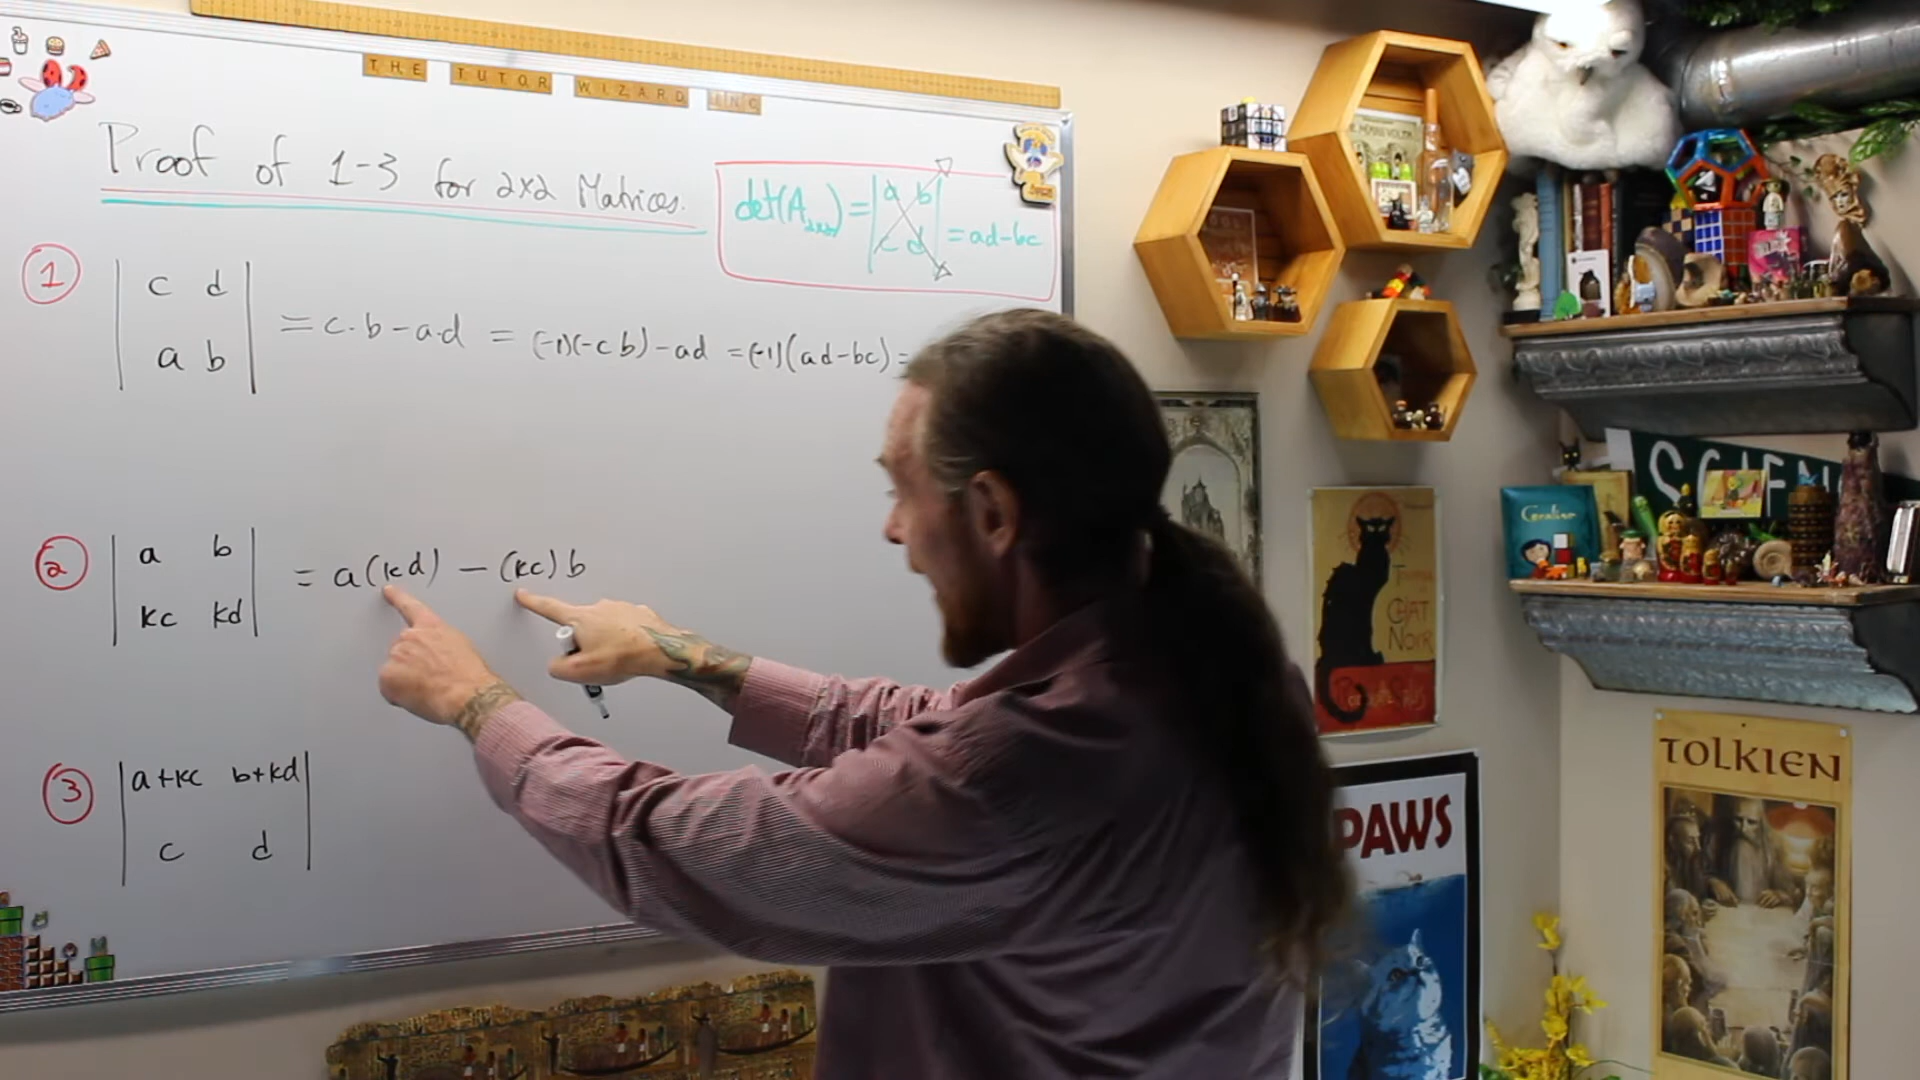 THE TUTOR WIZARD INC
Proof of 1-3 for 2x2 Matrices.
det(A₂ₓ₂) = |a b| = ad-bc
|c d|
① |c d| = c·b - a·d = (-1)(-cb) - ad = (-1)(ad-bc) =
|a b|
② |a b| = a(kd) - (kc)b
|kc kd|
③ |a+kc b+kd|
|c d|
SCIEN
Coraline
CHAT
NOIR
PAWS
TOLKIEN